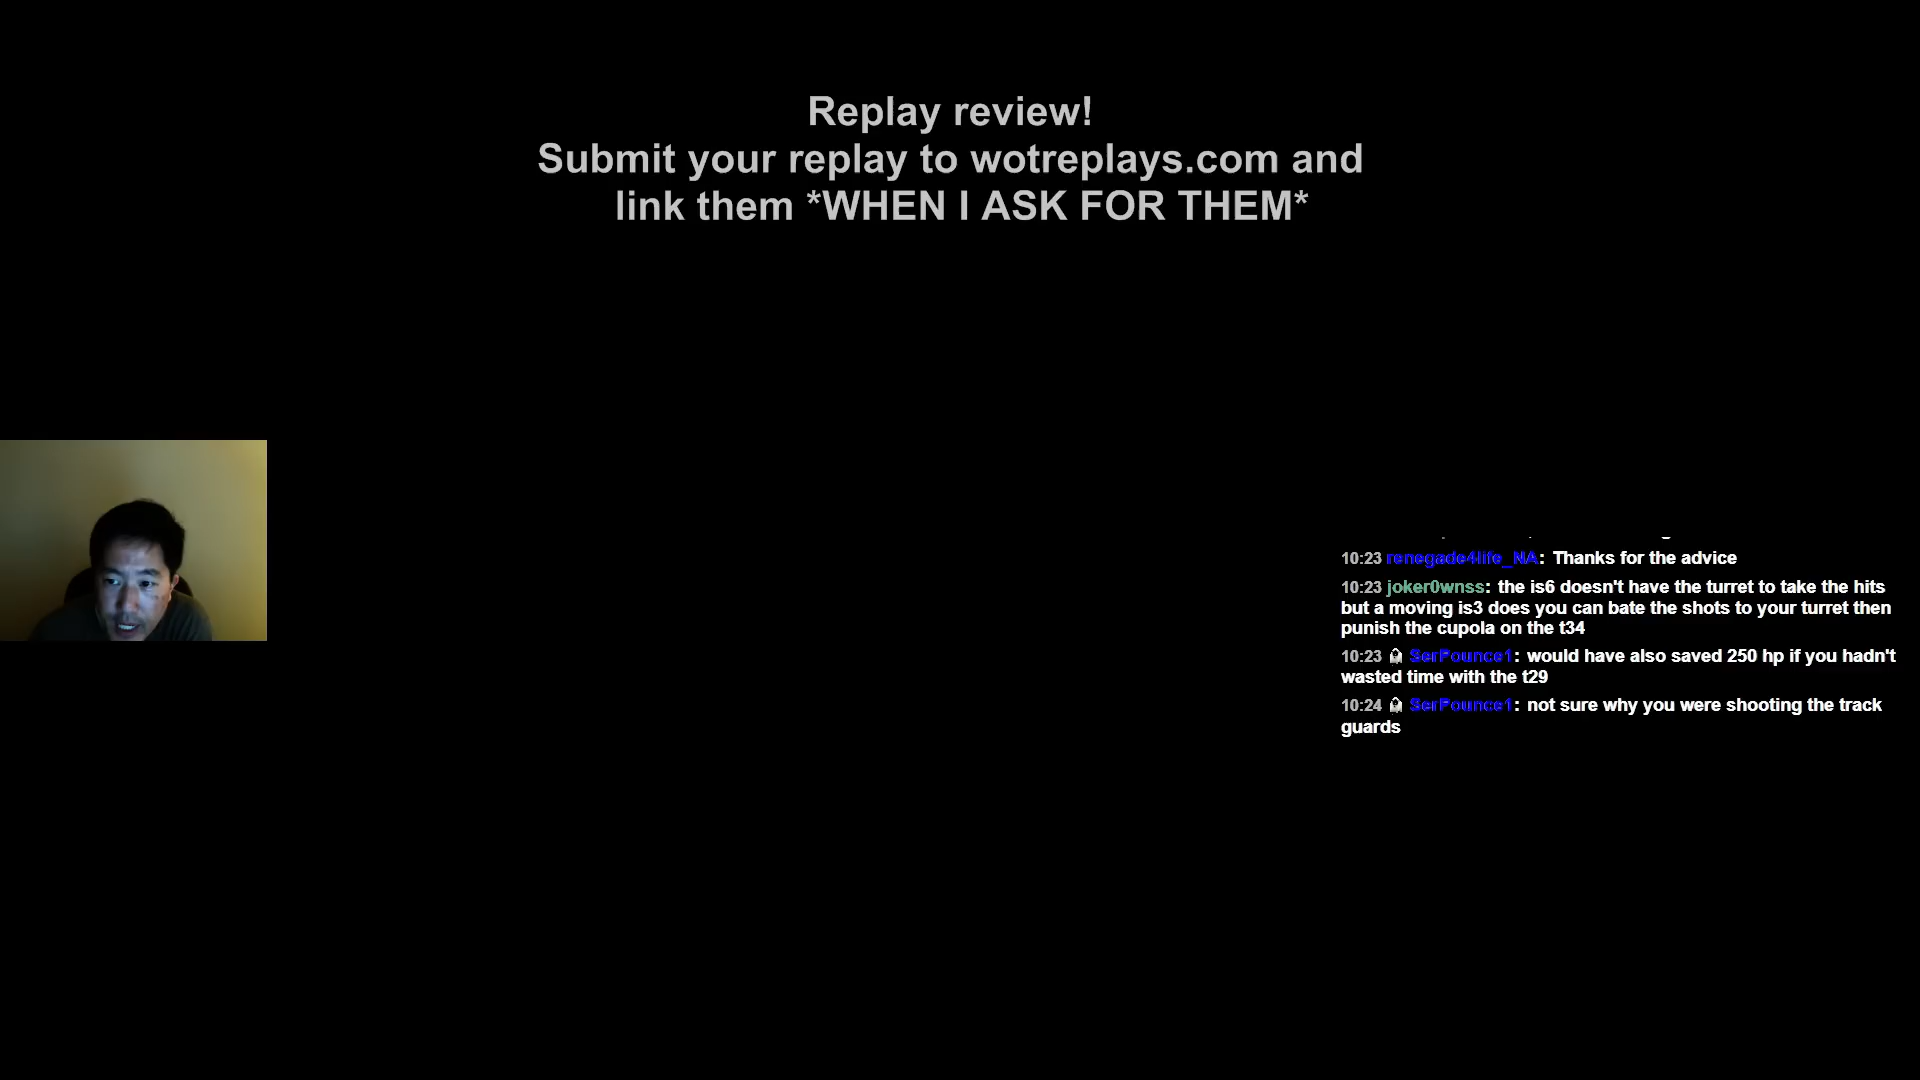 Replay review!
Submit your replay to wotreplays.com and
link them *WHEN I ASK FOR THEM*
10:23 renegade4life_NA: Thanks for the advice
10:23 joker0wnss: the is6 doesn't have the turret to take the hits
but a moving is3 does you can bate the shots to your turret then
punish the cupola on the t34
10:23 SerPounce1: would have also saved 250 hp if you hadn't
wasted time with the t29
10:24 SerPounce1: not sure why you were shooting the track
guards